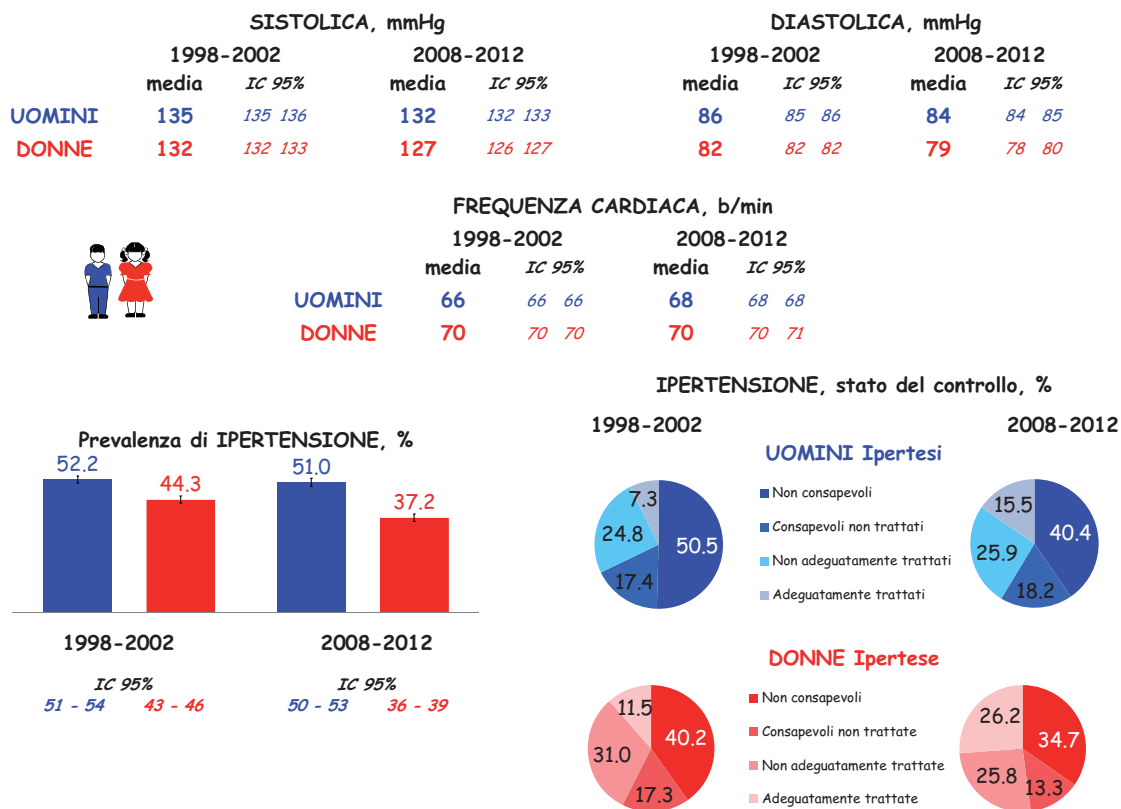 SISTOLICA, mmHg
1998-2002 2008-2012
media IC 95% media IC 95%
UOMINI 135 135 136 132 132 133
DONNE 132 132 133 127 126 127
DIASTOLICA, mmHg
1998-2002 2008-2012
media IC 95% media IC 95%
86 85 86 84 84 85
82 82 82 79 78 80
FREQUENZA CARDIACA, b/min
1998-2002 2008-2012
media IC 95% media IC 95%
UOMINI 66 66 66 68 68 68
DONNE 70 70 70 70 70 71
Prevalenza di IPERTENSIONE, %
52.2 44.3 51.0 37.2
1998-2002 2008-2012
IC 95% IC 95%
51 - 54 43 - 46 50 - 53 36 - 39
IPERTENSIONE, stato del controllo, %
1998-2002 2008-2012
UOMINI Ipertesi
7.3
24.8
50.5
17.4
Non consapevoli
Consapevoli non trattati
Non adeguatamente trattati
Adeguatamente trattati
15.5
40.4
25.9
18.2
DONNE Ipertese
11.5
40.2
31.0
17.3
Non consapevoli
Consapevoli non trattate
Non adeguatamente trattate
Adeguatamente trattate
26.2
34.7
25.8
13.3